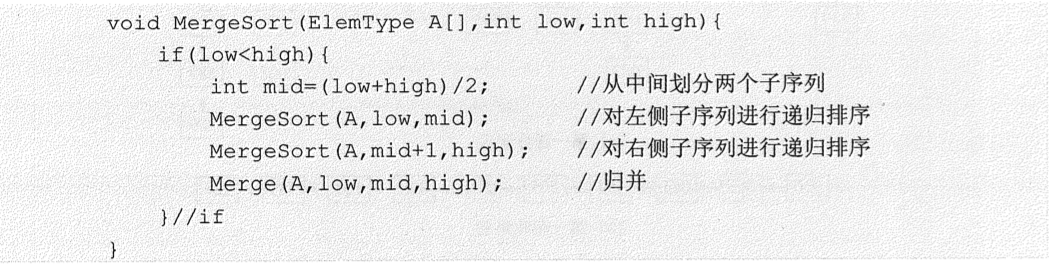 void MergeSort(ElemType A[],int low,int high){
    if(low<high){
        int mid=(low+high)/2;        //从中间划分两个子序列
        MergeSort(A,low,mid);        //对左侧子序列进行递归排序
        MergeSort(A,mid+1,high);     //对右侧子序列进行递归排序
        Merge(A,low,mid,high);       //归并
    }//if
}